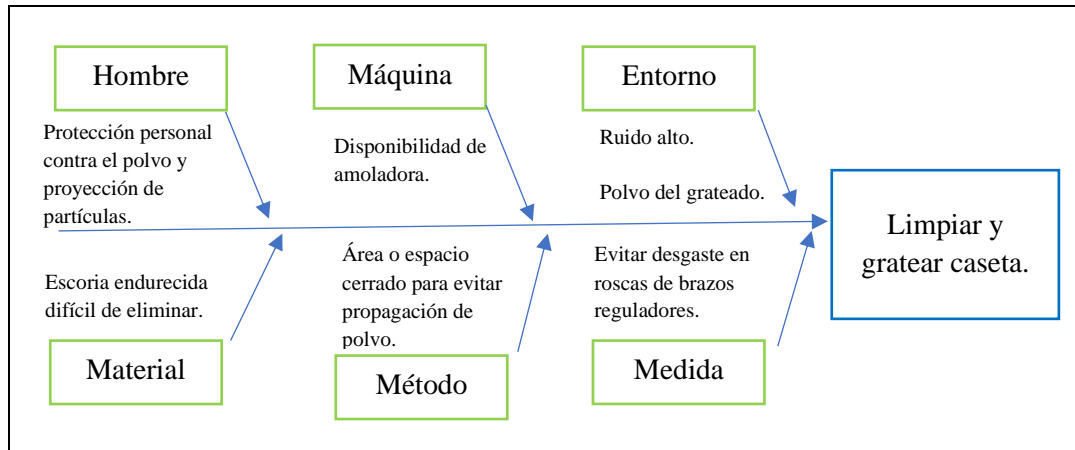 Hombre
Máquina
Entorno
Protección personal
contra el polvo y
proyección de
partículas.
Disponibilidad de
amoladora.
Ruido alto.
Polvo del grateado.
Limpiar y
gratear caseta.
Escoria endurecida
difícil de eliminar.
Área o espacio
cerrado para evitar
propagación de
polvo.
Evitar desgaste en
roscas de brazos
reguladores.
Material
Método
Medida